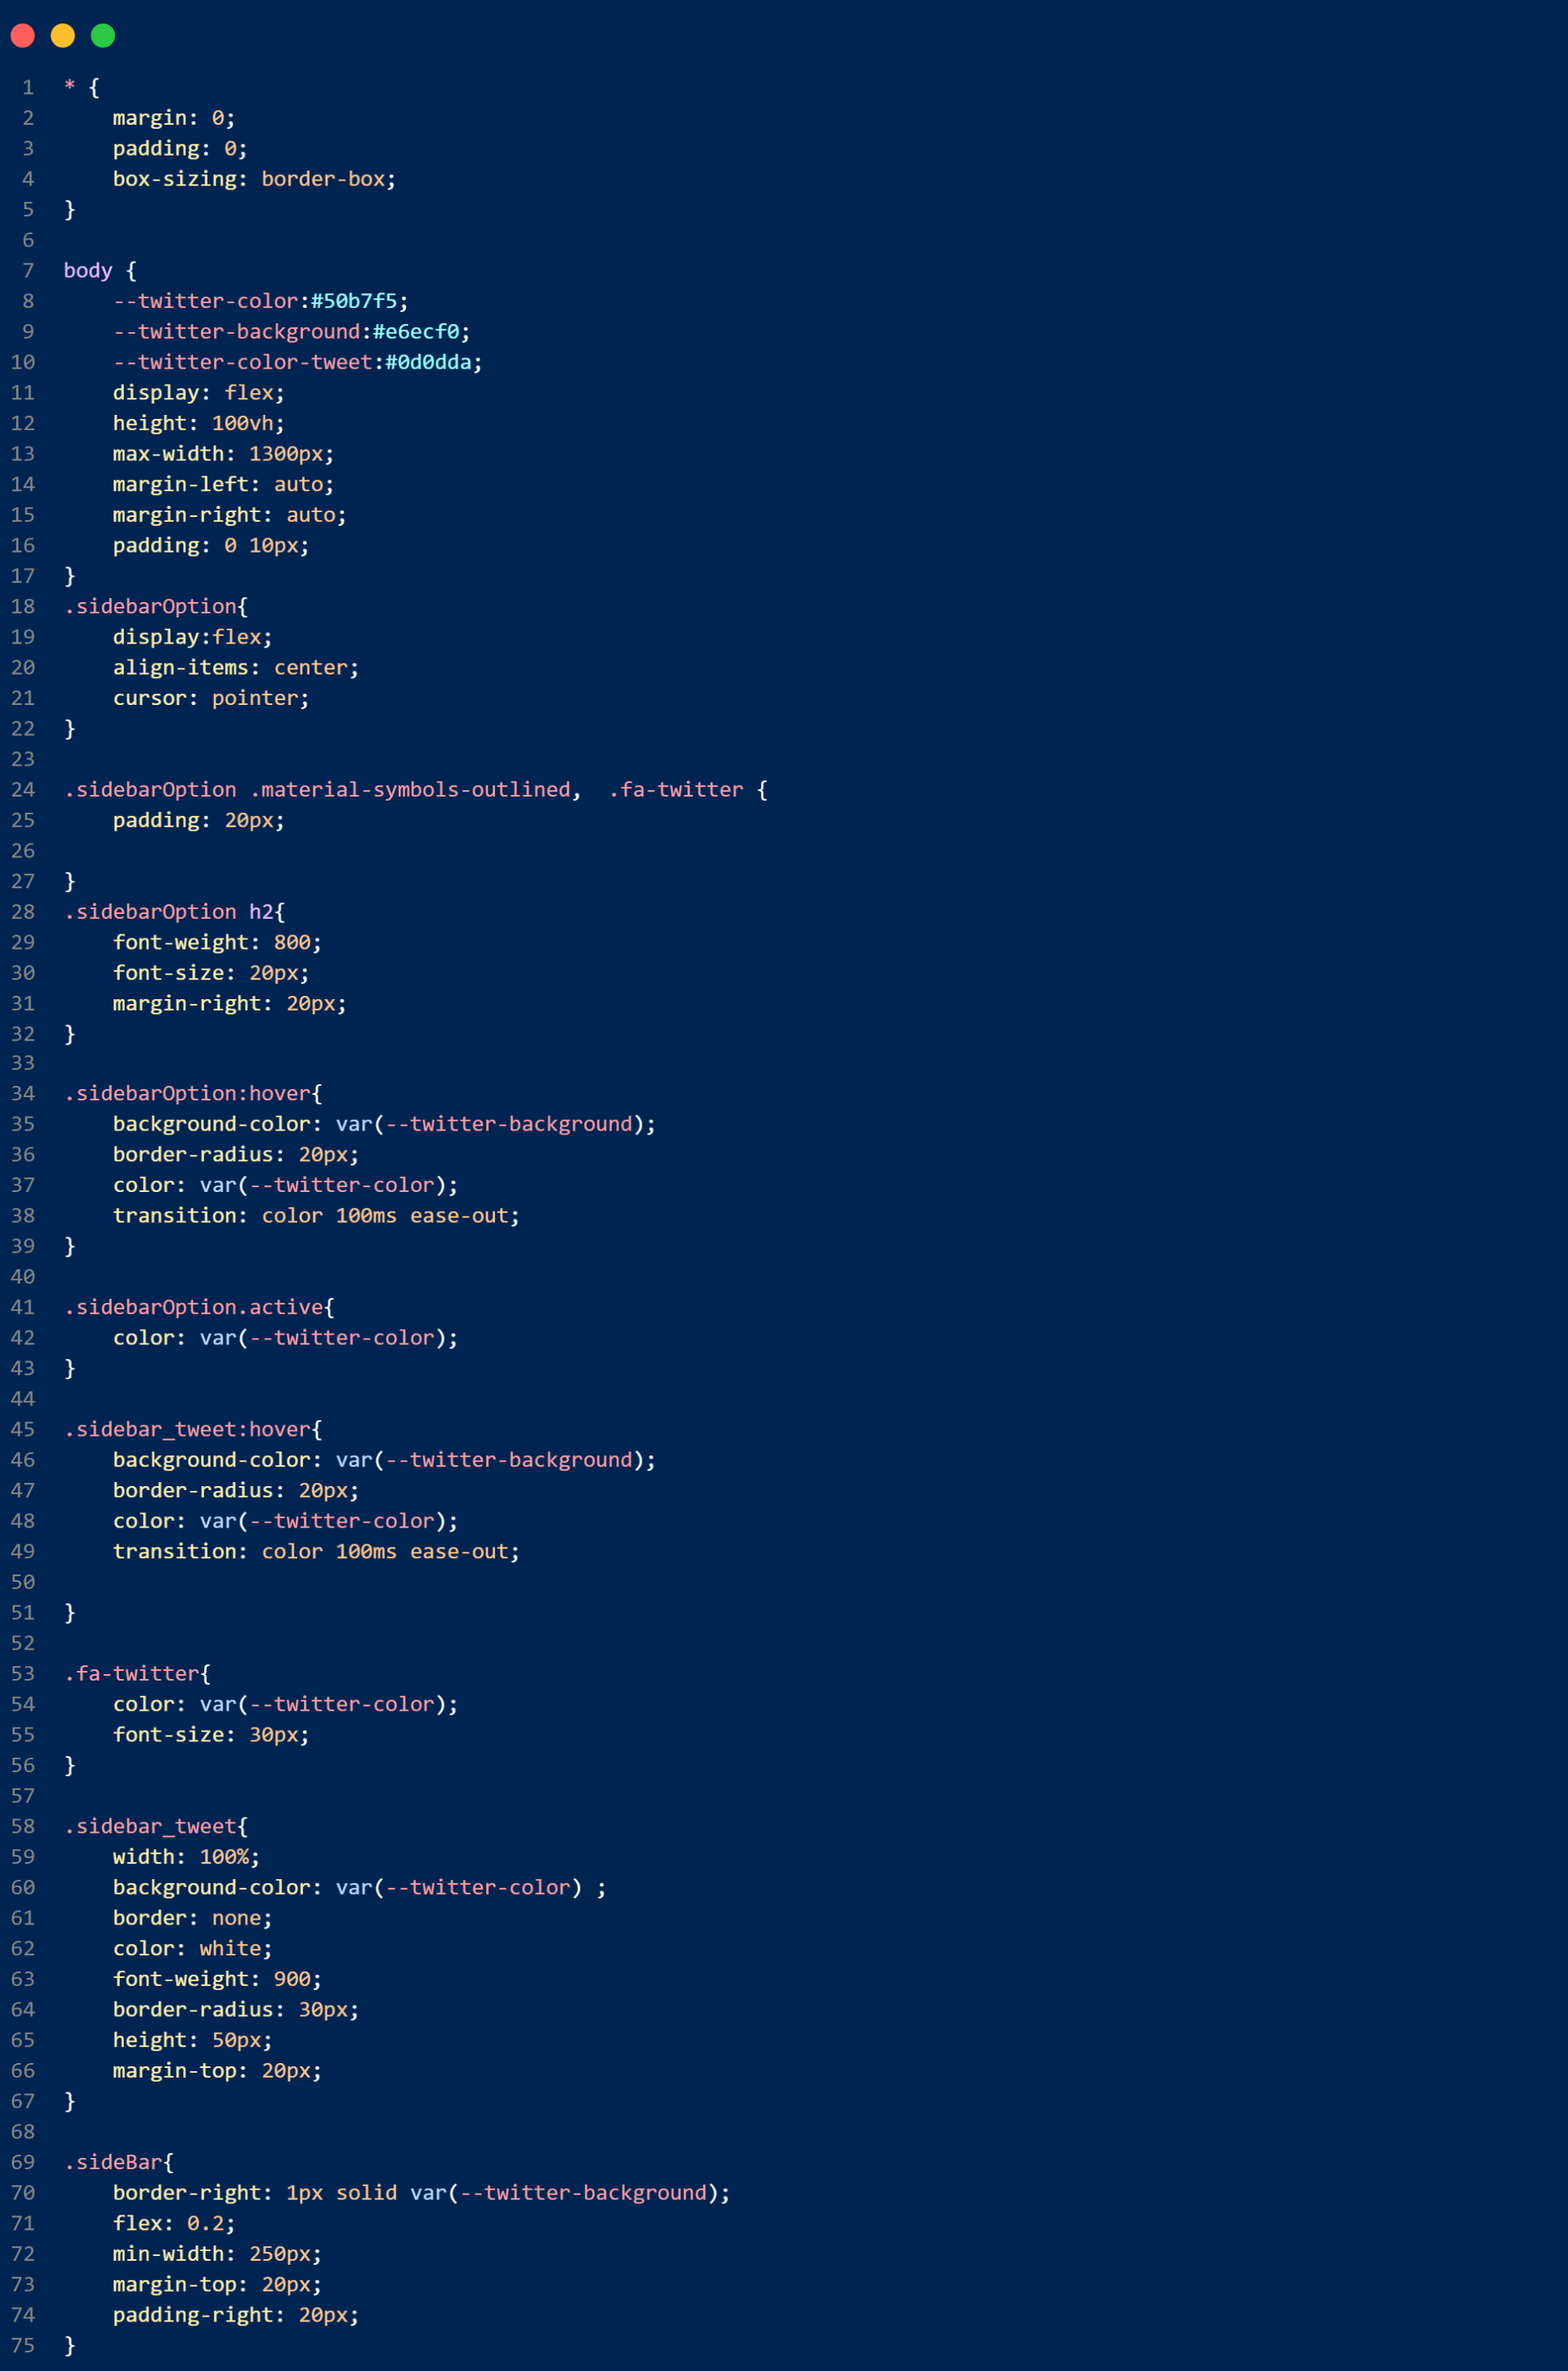 1 * {
2     margin: 0;
3     padding: 0;
4     box-sizing: border-box;
5 }
6
7 body {
8     --twitter-color:#50b7f5;
9     --twitter-background:#e6ecf0;
10     --twitter-color-tweet:#0d0dda;
11     display: flex;
12     height: 100vh;
13     max-width: 1300px;
14     margin-left: auto;
15     margin-right: auto;
16     padding: 0 10px;
17 }
18 .sidebarOption{
19     display:flex;
20     align-items: center;
21     cursor: pointer;
22 }
23
24 .sidebarOption .material-symbols-outlined,  .fa-twitter {
25     padding: 20px;
26
27 }
28 .sidebarOption h2{
29     font-weight: 800;
30     font-size: 20px;
31     margin-right: 20px;
32 }
33
34 .sidebarOption:hover{
35     background-color: var(--twitter-background);
36     border-radius: 20px;
37     color: var(--twitter-color);
38     transition: color 100ms ease-out;
39 }
40
41 .sidebarOption.active{
42     color: var(--twitter-color);
43 }
44
45 .sidebar_tweet:hover{
46     background-color: var(--twitter-background);
47     border-radius: 20px;
48     color: var(--twitter-color);
49     transition: color 100ms ease-out;
50
51 }
52
53 .fa-twitter{
54     color: var(--twitter-color);
55     font-size: 30px;
56 }
57
58 .sidebar_tweet{
59     width: 100%;
60     background-color: var(--twitter-color) ;
61     border: none;
62     color: white;
63     font-weight: 900;
64     border-radius: 30px;
65     height: 50px;
66     margin-top: 20px;
67 }
68
69 .sideBar{
70     border-right: 1px solid var(--twitter-background);
71     flex: 0.2;
72     min-width: 250px;
73     margin-top: 20px;
74     padding-right: 20px;
75 }